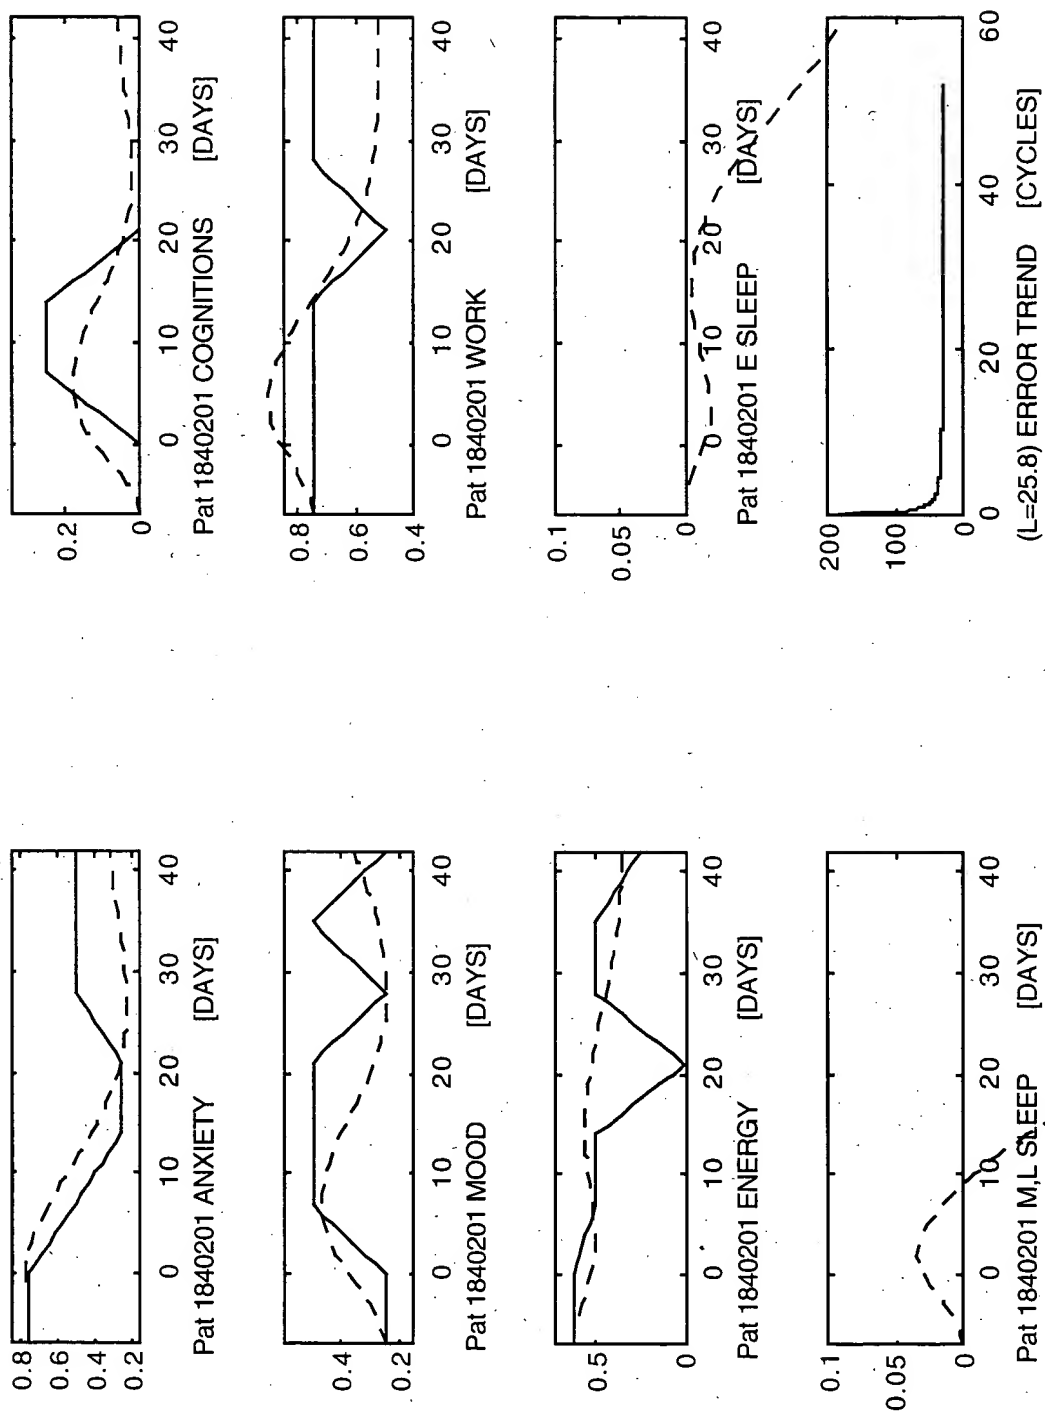 0.8
0.6
0.4
0.2
0 10 20 30 40
Pat 1840201 ANXIETY [DAYS]
0.2
0
0 10 20 30 40
Pat 1840201 COGNITIONS [DAYS]
0.4
0.2
0 10 20 30 40
Pat 1840201 MOOD [DAYS]
0.8
0.6
0.4
0 10 20 30 40
Pat 1840201 WORK [DAYS]
0.5
0
0 10 20 30 40
Pat 1840201 ENERGY [DAYS]
0.1
0.05
0
0 10 20 30 40
Pat 1840201 E SLEEP [DAYS]
0.1
0.05
0
0 10 20 30 40
Pat 1840201 M,L SLEEP [DAYS]
200
100
0
0 20 40 60
(L=25.8) ERROR TREND [CYCLES]